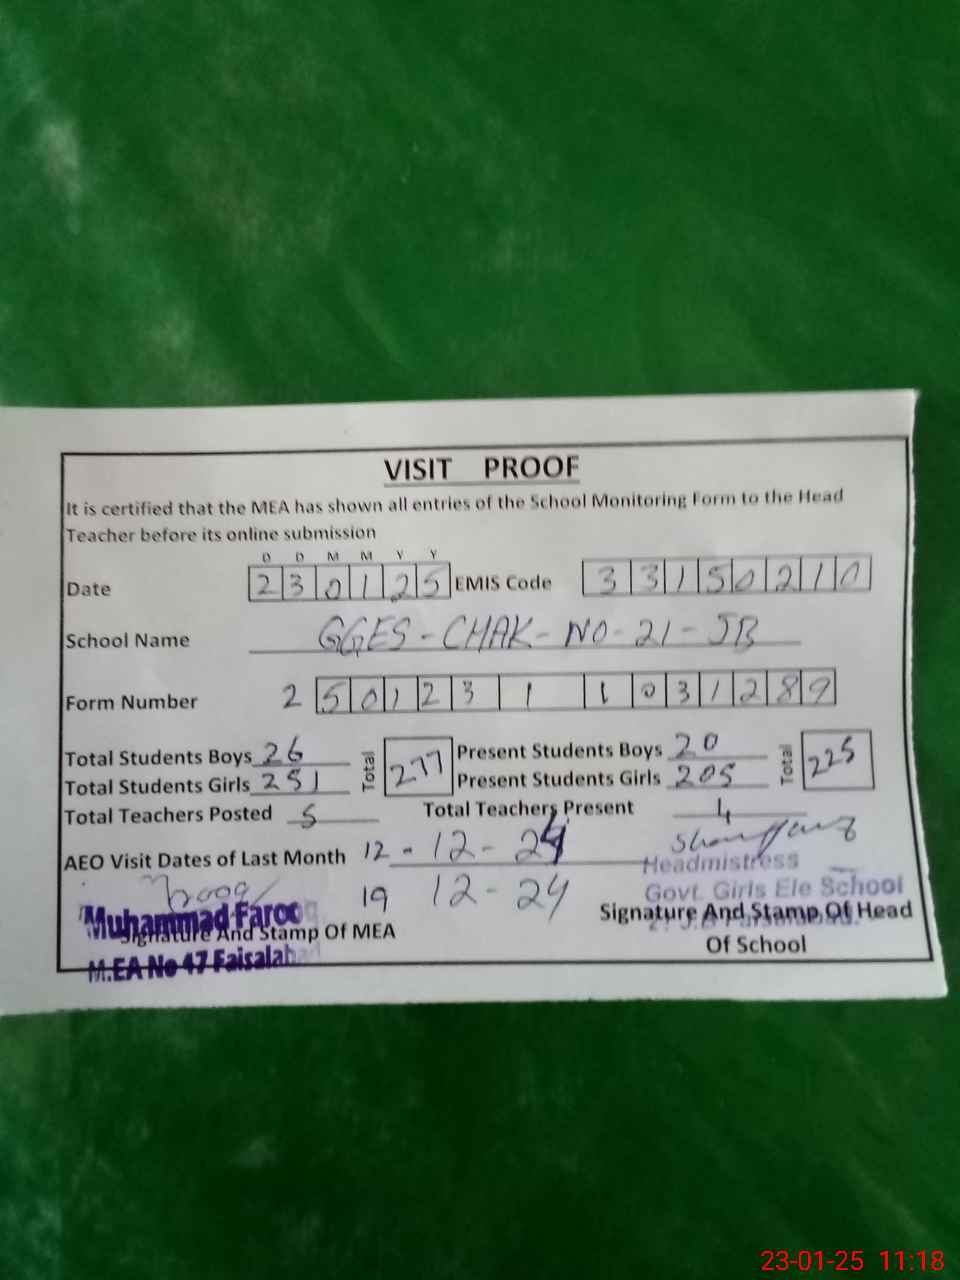 VISIT PROOF
It is certified that the MEA has shown all entries of the School Monitoring Form to the Head
Teacher before its online submission
D D M M Y Y
Date 2 3 0 1 2 5 EMIS Code 3 3 1 5 0 2 1 0
School Name GGES-CHAK-NO-21-JB
Form Number 2 5 0 1 2 3 1 1 0 3 1 2 8 9
Total Students Boys 26 Total 277 Present Students Boys 20 Total 225
Total Students Girls 251 Present Students Girls 205
Total Teachers Posted 5 Total Teachers Present 4
AEO Visit Dates of Last Month 12-12-24
19 12-24
Headmistress
Govt. Girls Ele School
Muhammad Farooq
Signature And Stamp Of MEA
M.EA No 47 Faisalabad
Signature And Stamp Of Head
Of School
23-01-25 11:18